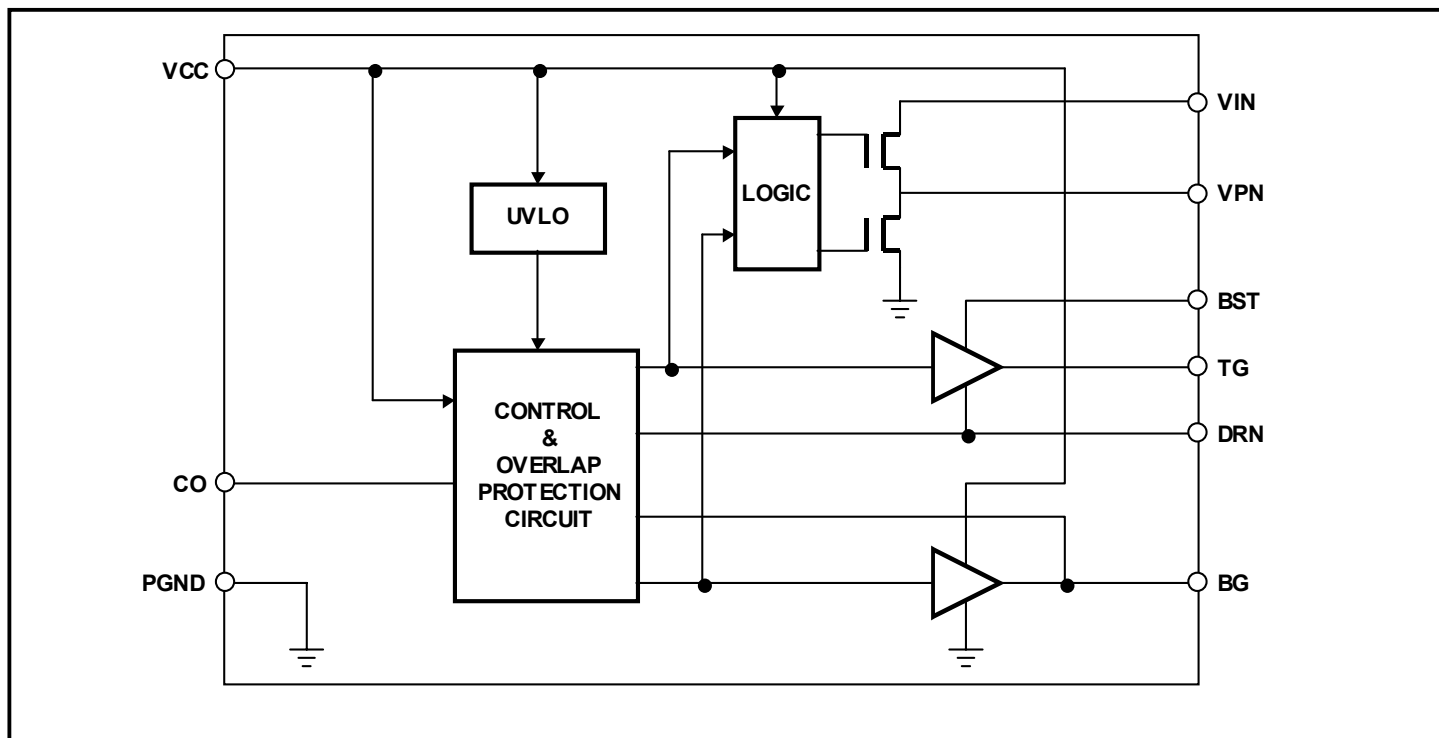 VCC
VIN
LOGIC
VPN
UVLO
BST
TG
CONTROL
&
OVERLAP
PROTECTION
CIRCUIT
DRN
CO
PGND
BG